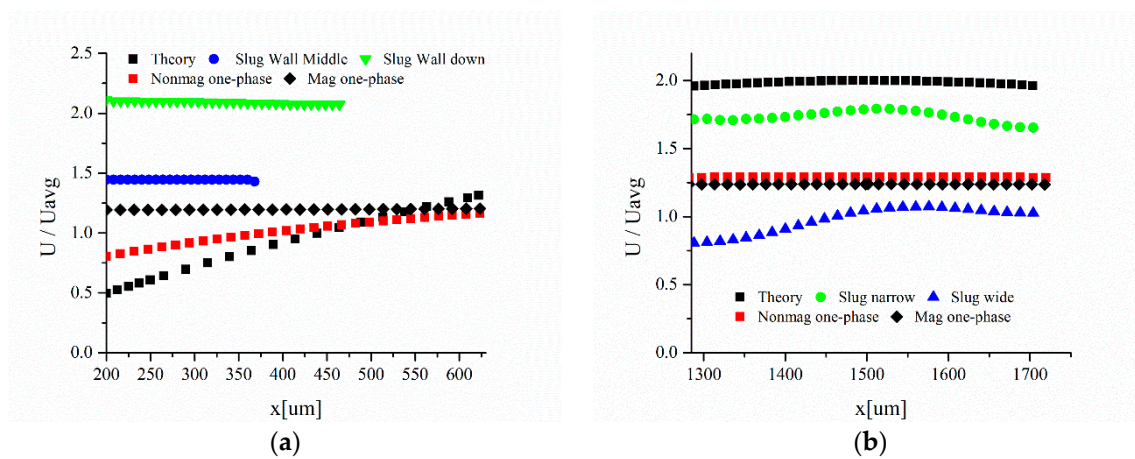 2.5
Theory Slug Wall Middle Slug Wall down
Nonmag one-phase Mag one-phase
2.0
1.5
1.0
0.5
0.0
U / Uavg
200 250 300 350 400 450 500 550 600
x[um]
(a)
2.0
1.5
1.0
0.5
0.0
U / Uavg
Theory Slug narrow Slug wide
Nonmag one-phase Mag one-phase
1300 1400 1500 1600 1700
x[um]
(b)